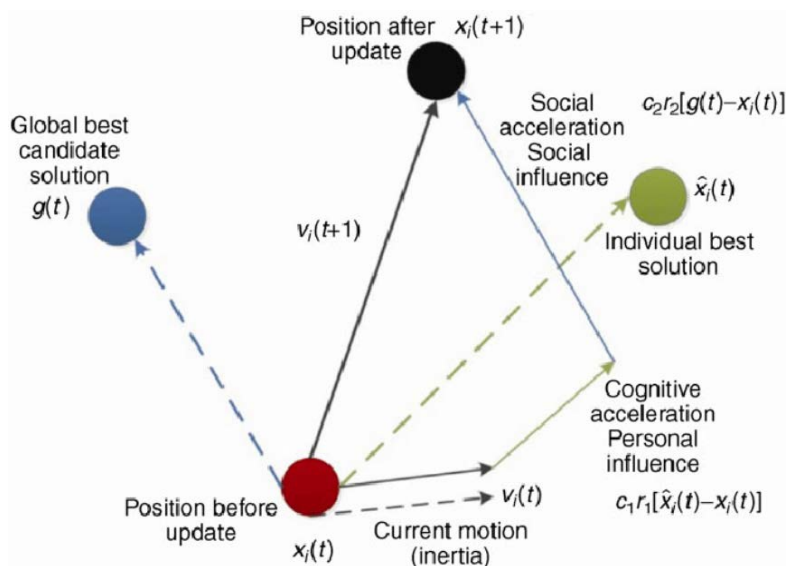 Position after
update
xᵢ(t+1)
Global best
candidate
solution
g(t)
Social
acceleration
Social
influence
c₂r₂[g(t)–xᵢ(t)]
x̂ᵢ(t)
Individual best
solution
vᵢ(t+1)
Cognitive
acceleration
Personal
influence
c₁r₁[x̂ᵢ(t)–xᵢ(t)]
Position before
update
xᵢ(t)
vᵢ(t)
Current motion
(inertia)